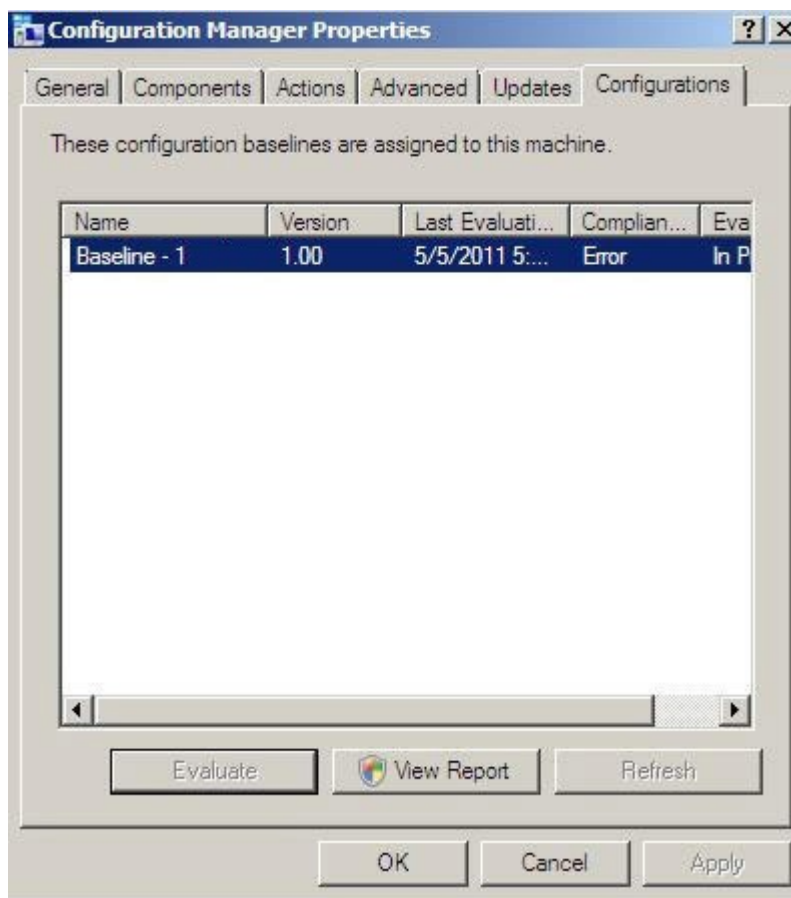 Configuration Manager Properties
General Components Actions Advanced Updates Configurations
These configuration baselines are assigned to this machine.
Name Version Last Evaluati... Complian... Eva
Baseline - 1 1.00 5/5/2011 5:... Error In P
Evaluate View Report Refresh
OK Cancel Apply